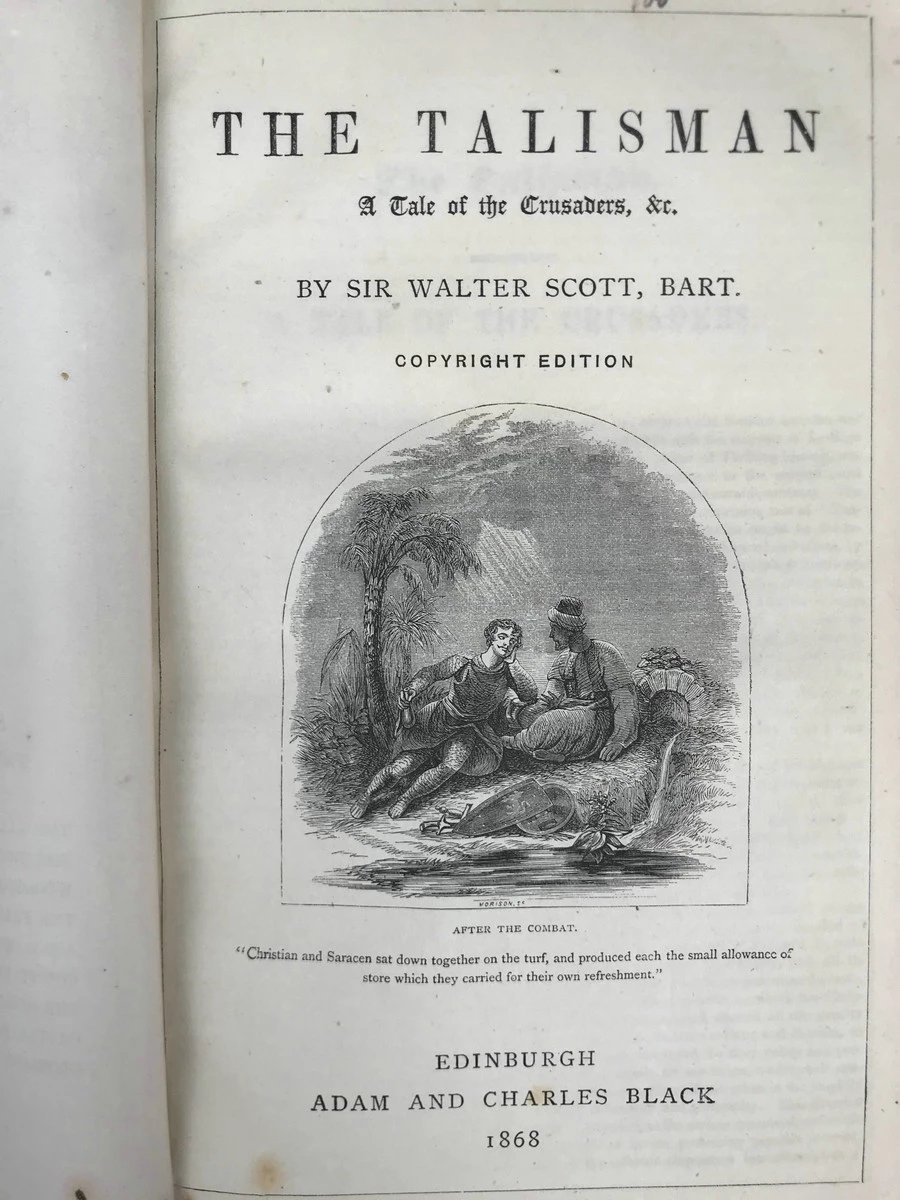 THE TALISMAN
A Tale of the Crusaders, &c.
BY SIR WALTER SCOTT, BART.
COPYRIGHT EDITION
MORISON, Sc
AFTER THE COMBAT.
"Christian and Saracen sat down together on the turf, and produced each the small allowance of
store which they carried for their own refreshment."
EDINBURGH
ADAM AND CHARLES BLACK
1868